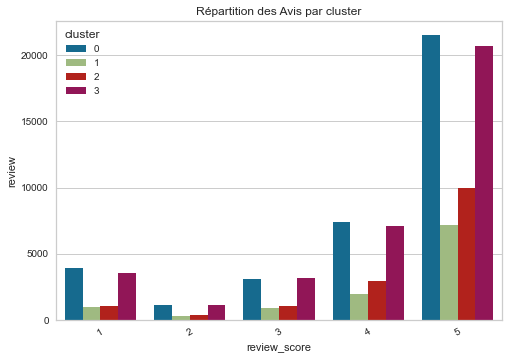 Répartition des Avis par cluster
cluster
0
1
2
3
20000
15000
10000
5000
0
review
1 2 3 4 5
review_score